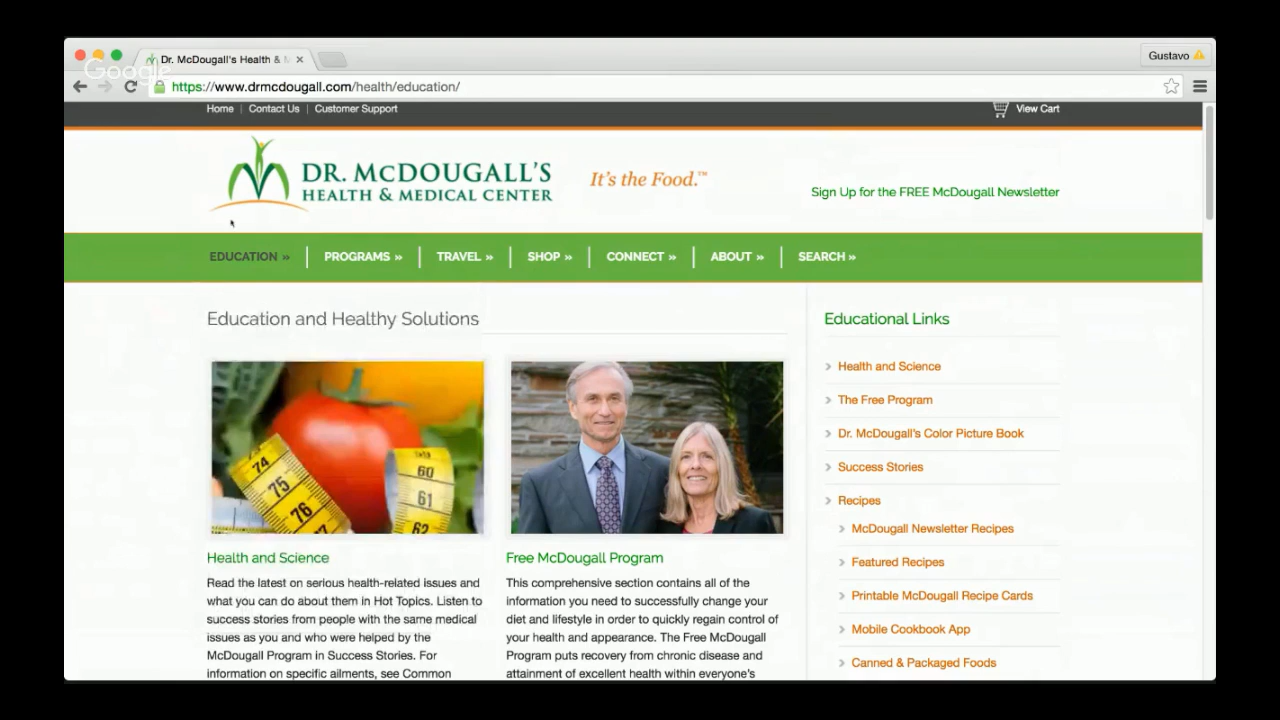 Dr. McDougall's Health & M
Gustavo
Google
https://www.drmcdougall.com/health/education/
Home | Contact Us | Customer Support
View Cart
DR. MCDOUGALL'S
HEALTH & MEDICAL CENTER
It's the Food.™
Sign Up for the FREE McDougall Newsletter
EDUCATION » PROGRAMS » TRAVEL » SHOP » CONNECT » ABOUT » SEARCH »
Education and Healthy Solutions
74
75
76
60
61
62
Health and Science
Read the latest on serious health-related issues and
what you can do about them in Hot Topics. Listen to
success stories from people with the same medical
issues as you and who were helped by the
McDougall Program in Success Stories. For
information on specific ailments, see Common
Free McDougall Program
This comprehensive section contains all of the
information you need to successfully change your
diet and lifestyle in order to quickly regain control of
your health and appearance. The Free McDougall
Program puts recovery from chronic disease and
attainment of excellent health within everyone's
Educational Links
Health and Science
The Free Program
Dr. McDougall's Color Picture Book
Success Stories
Recipes
McDougall Newsletter Recipes
Featured Recipes
Printable McDougall Recipe Cards
Mobile Cookbook App
Canned & Packaged Foods